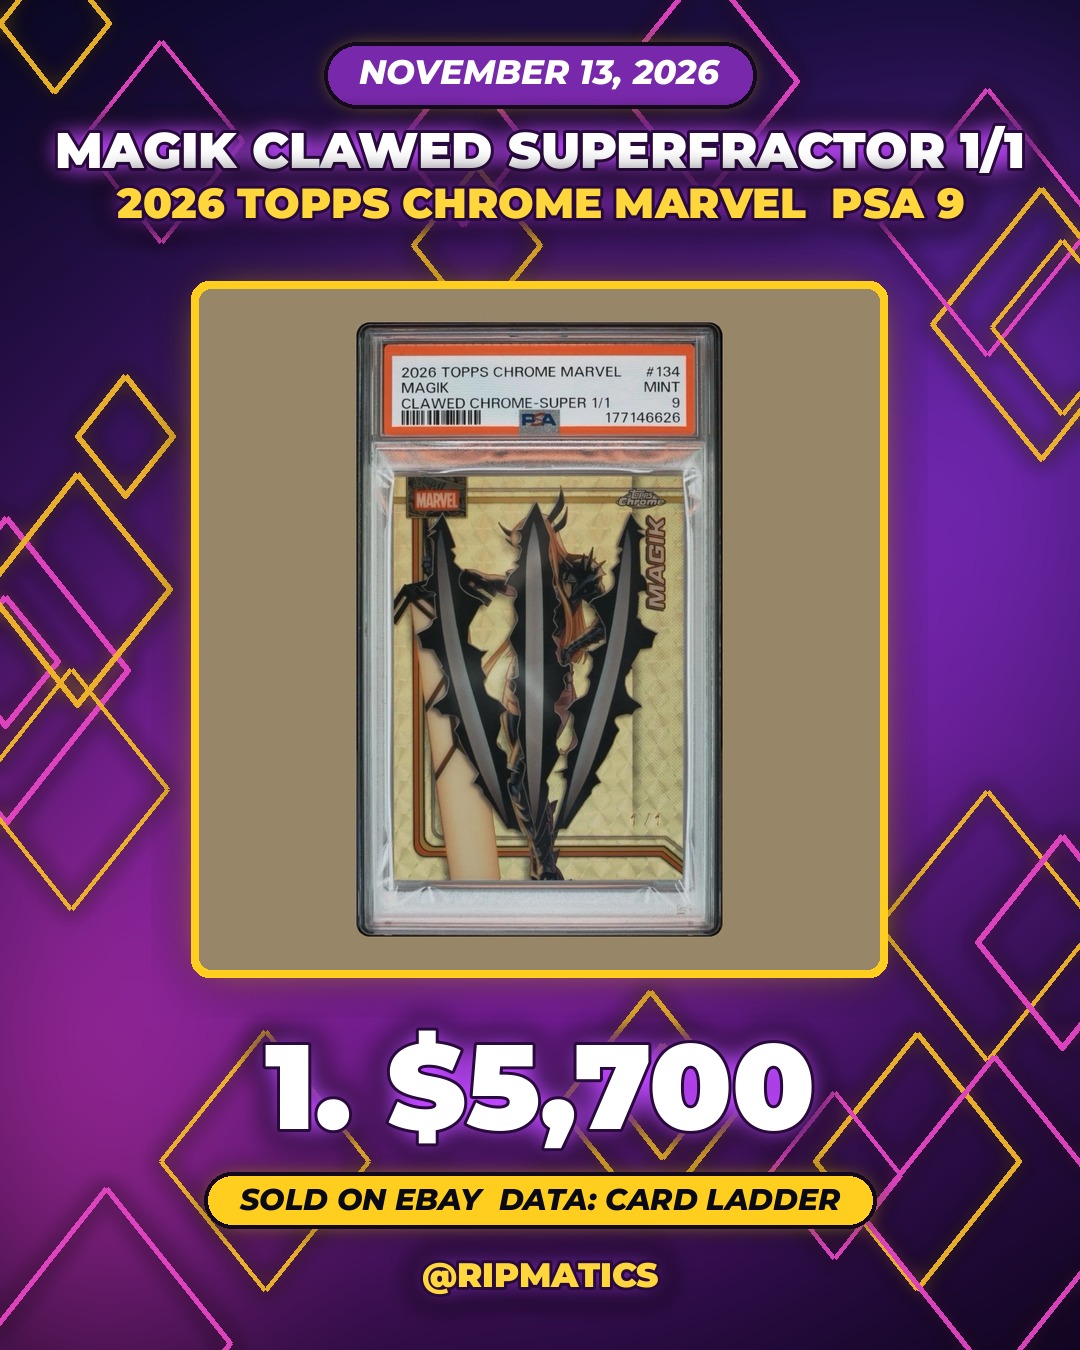 NOVEMBER 13, 2026
MAGIK CLAWED SUPERFRACTOR 1/1
2026 TOPPS CHROME MARVEL PSA 9
2026 TOPPS CHROME MARVEL #134
MAGIK MINT
CLAWED CHROME-SUPER 1/1 9
PSA 177146626
MARVEL
Topps Chrome
MAGIK
1/1
1. $5,700
SOLD ON EBAY DATA: CARD LADDER
@RIPMATICS